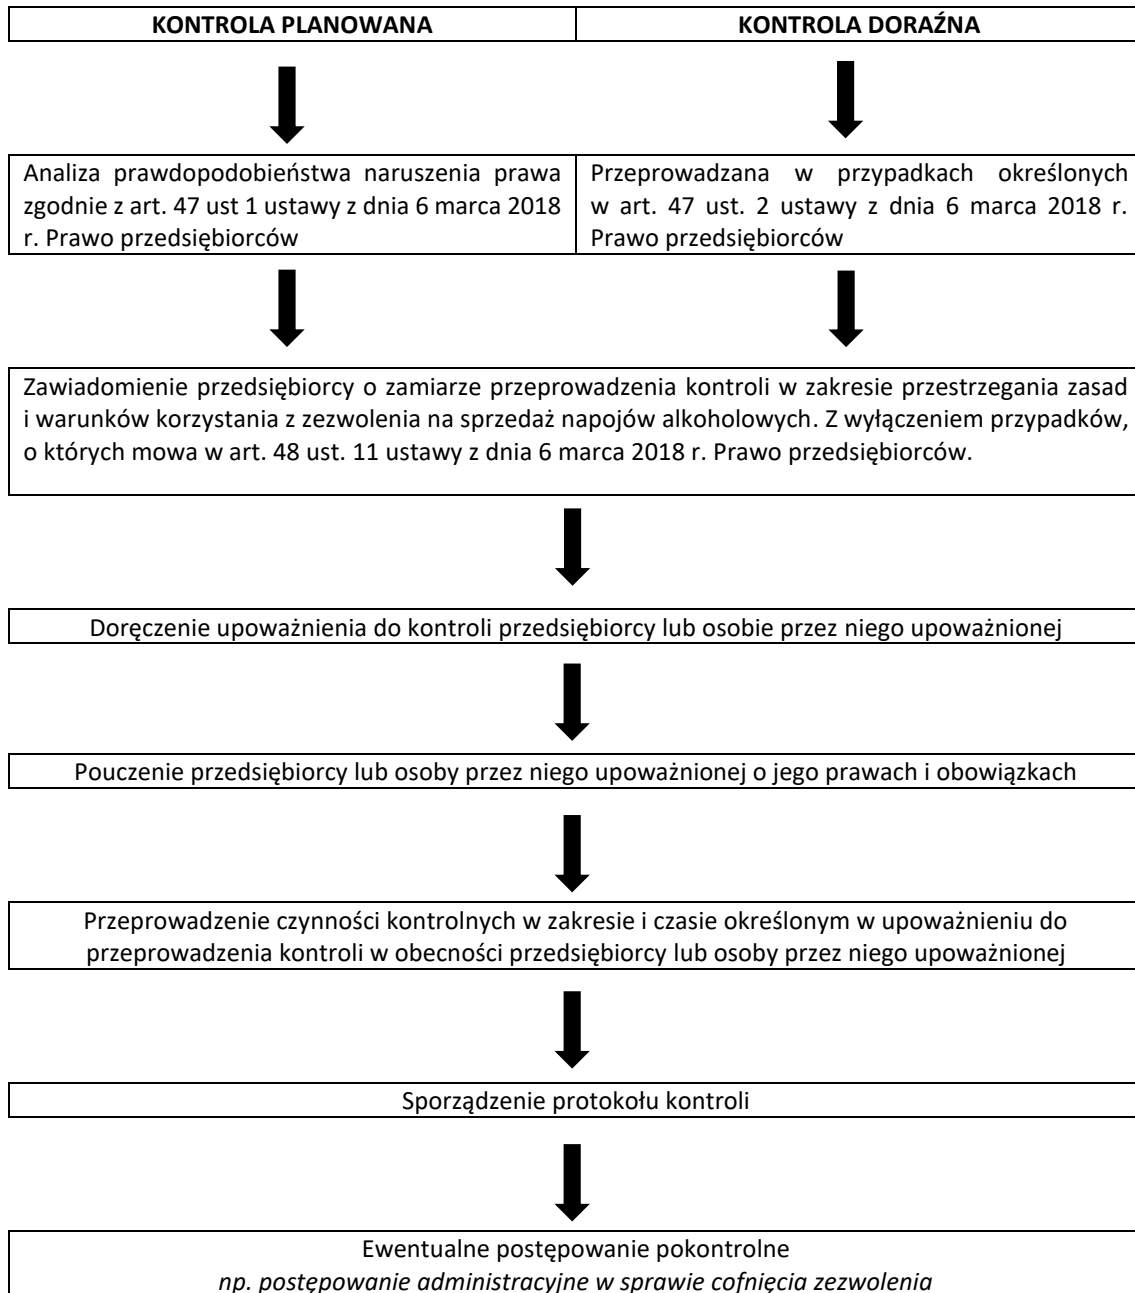 KONTROLA PLANOWANA
KONTROLA DORAŹNA
Analiza prawdopodobieństwa naruszenia prawa
zgodnie z art. 47 ust 1 ustawy z dnia 6 marca 2018
r. Prawo przedsiębiorców
Przeprowadzana w przypadkach określonych
w art. 47 ust. 2 ustawy z dnia 6 marca 2018 r.
Prawo przedsiębiorców
Zawiadomienie przedsiębiorcy o zamiarze przeprowadzenia kontroli w zakresie przestrzegania zasad
i warunków korzystania z zezwolenia na sprzedaż napojów alkoholowych. Z wyłączeniem przypadków,
o których mowa w art. 48 ust. 11 ustawy z dnia 6 marca 2018 r. Prawo przedsiębiorców.
Doręczenie upoważnienia do kontroli przedsiębiorcy lub osobie przez niego upoważnionej
Pouczenie przedsiębiorcy lub osoby przez niego upoważnionej o jego prawach i obowiązkach
Przeprowadzenie czynności kontrolnych w zakresie i czasie określonym w upoważnieniu do
przeprowadzenia kontroli w obecności przedsiębiorcy lub osoby przez niego upoważnionej
Sporządzenie protokołu kontroli
Ewentualne postępowanie pokontrolne
np. postępowanie administracyjne w sprawie cofnięcia zezwolenia